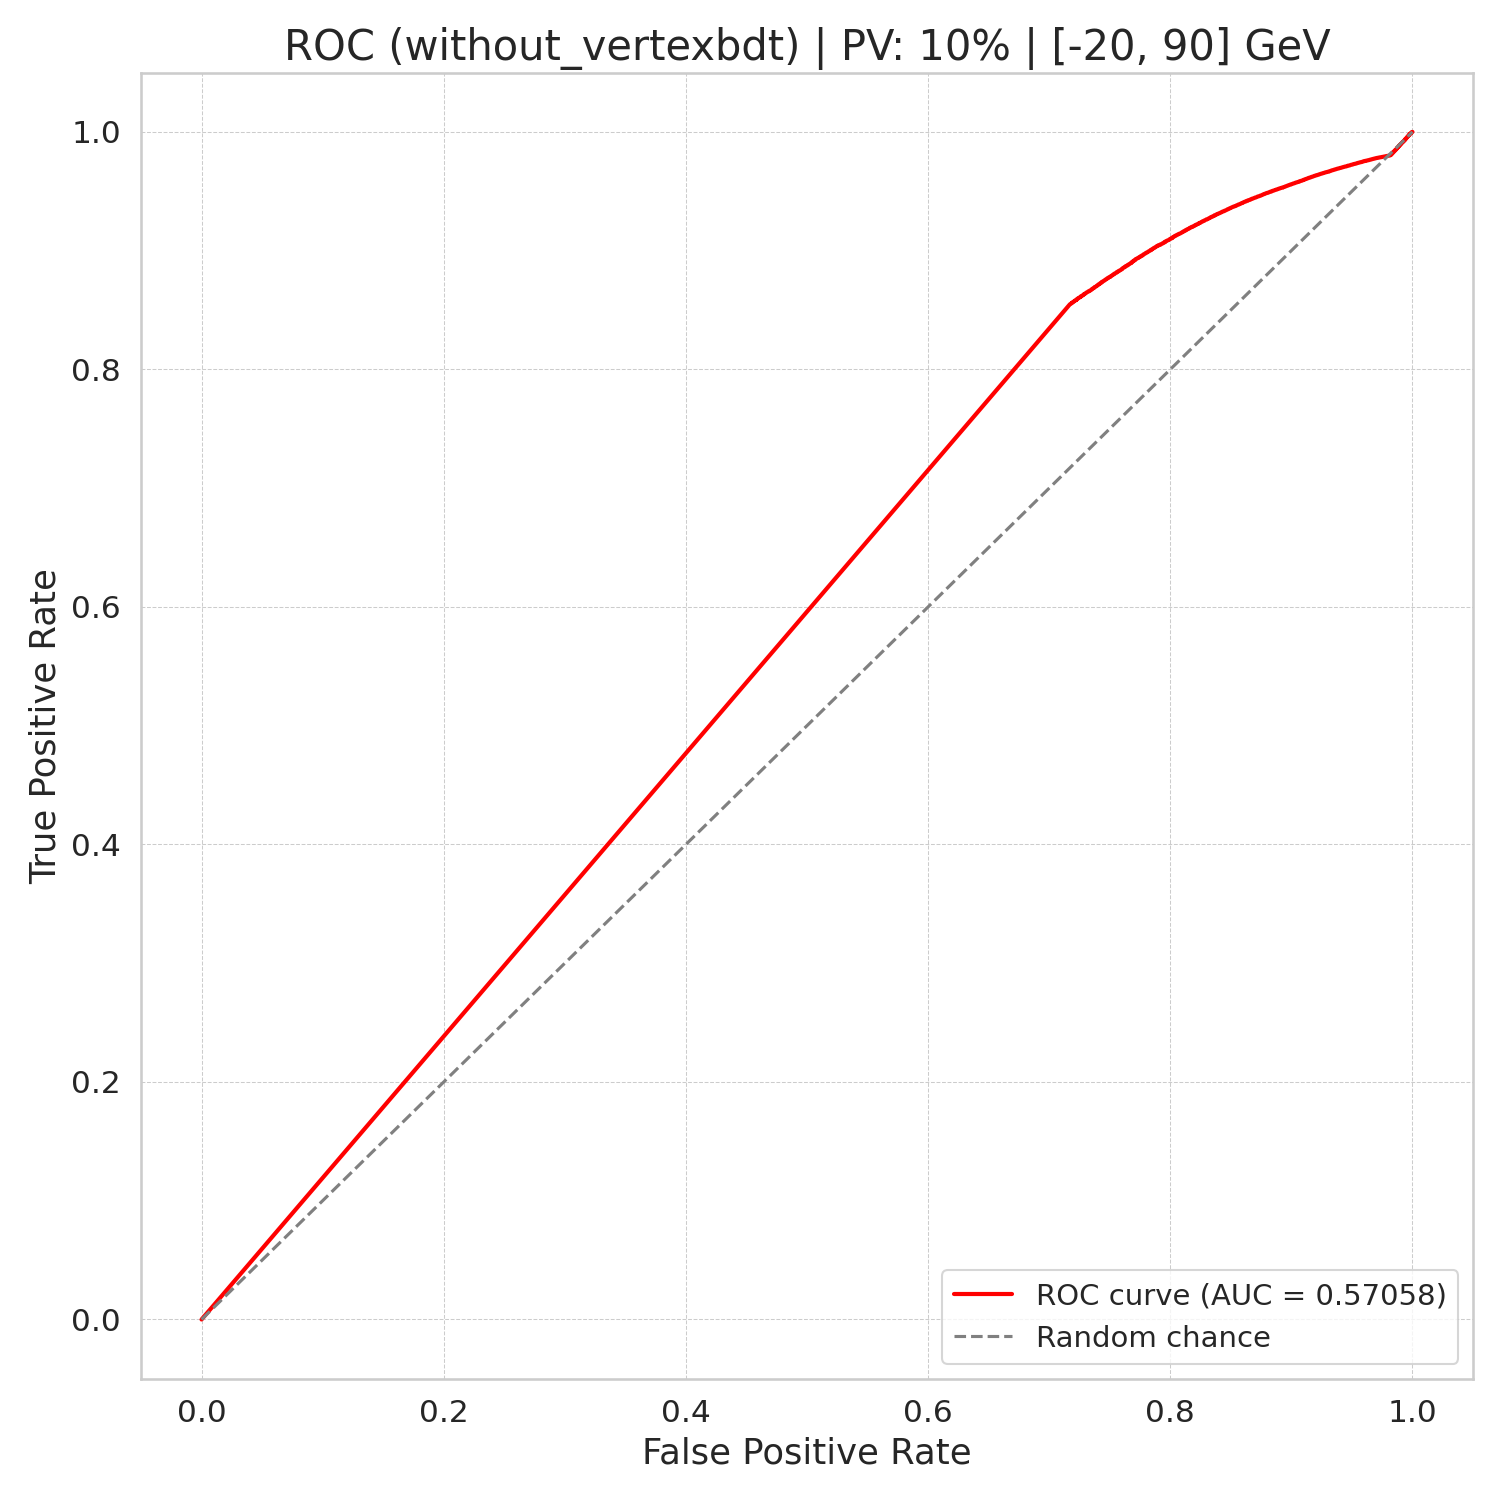 ROC (without_vertexbdt) | PV: 10% | [-20, 90] GeV
True Positive Rate
1.0
0.8
0.6
0.4
0.2
0.0
ROC curve (AUC = 0.57058)
Random chance
0.0 0.2 0.4 0.6 0.8 1.0
False Positive Rate